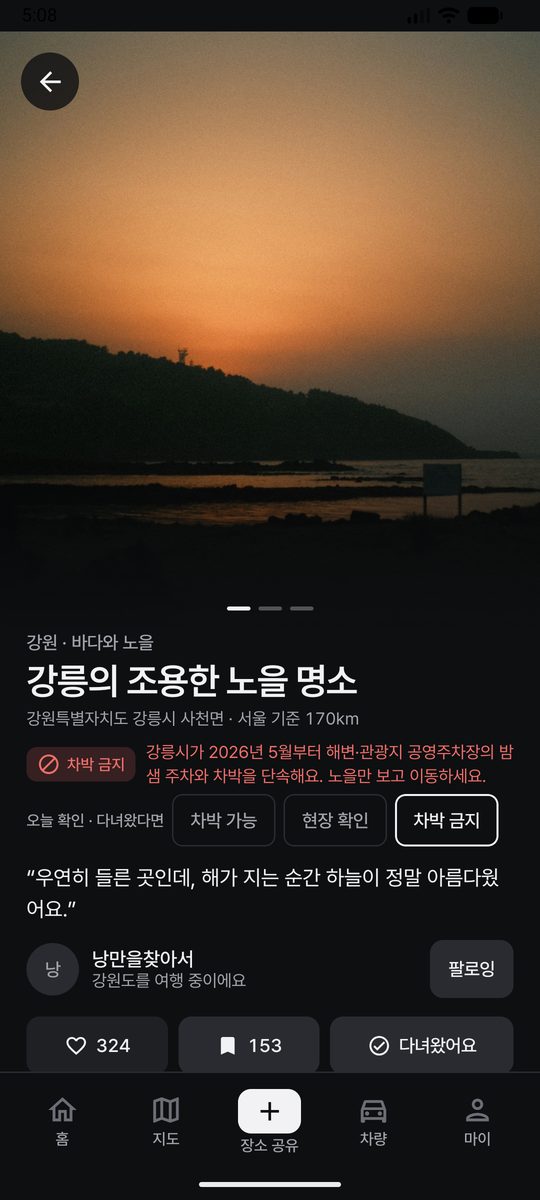 5:08
강원 · 바다와 노을
강릉의 조용한 노을 명소
강원특별자치도 강릉시 사천면 · 서울 기준 170km
차박 금지
강릉시가 2026년 5월부터 해변·관광지 공영주차장의 밤
샘 주차와 차박을 단속해요. 노을만 보고 이동하세요.
오늘 확인 · 다녀왔다면
차박 가능
현장 확인
차박 금지
“우연히 들른 곳인데, 해가 지는 순간 하늘이 정말 아름다웠
어요.”
낭
낭만을찾아서
강원도를 여행 중이에요
팔로잉
324
153
다녀왔어요
홈
지도
장소 공유
차량
마이